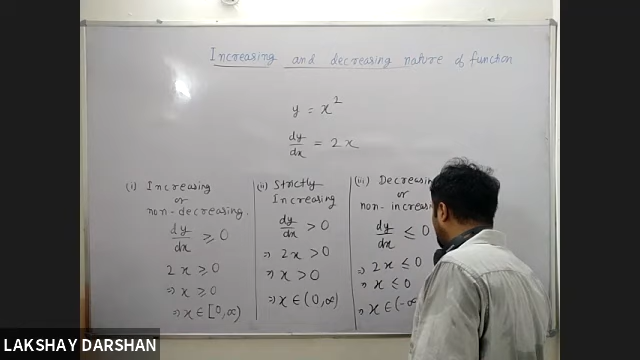 Increasing and decreasing nature of function
y = x²
dy/dx = 2x
(i) Increasing
or
non-decreasing.
dy/dx ⩾ 0
2x ⩾ 0
⇒ x ⩾ 0
⇒ x ∈ [0, ∞)
(ii) Strictly
Increasing
dy/dx > 0
⇒ 2x > 0
⇒ x > 0
⇒ x ∈ (0, ∞)
(iii) Decreasin
or
non-increasin
dy/dx ≤ 0
⇒ 2x ≤ 0
⇒ x ≤ 0
⇒ x ∈ (-∞
LAKSHAY DARSHAN